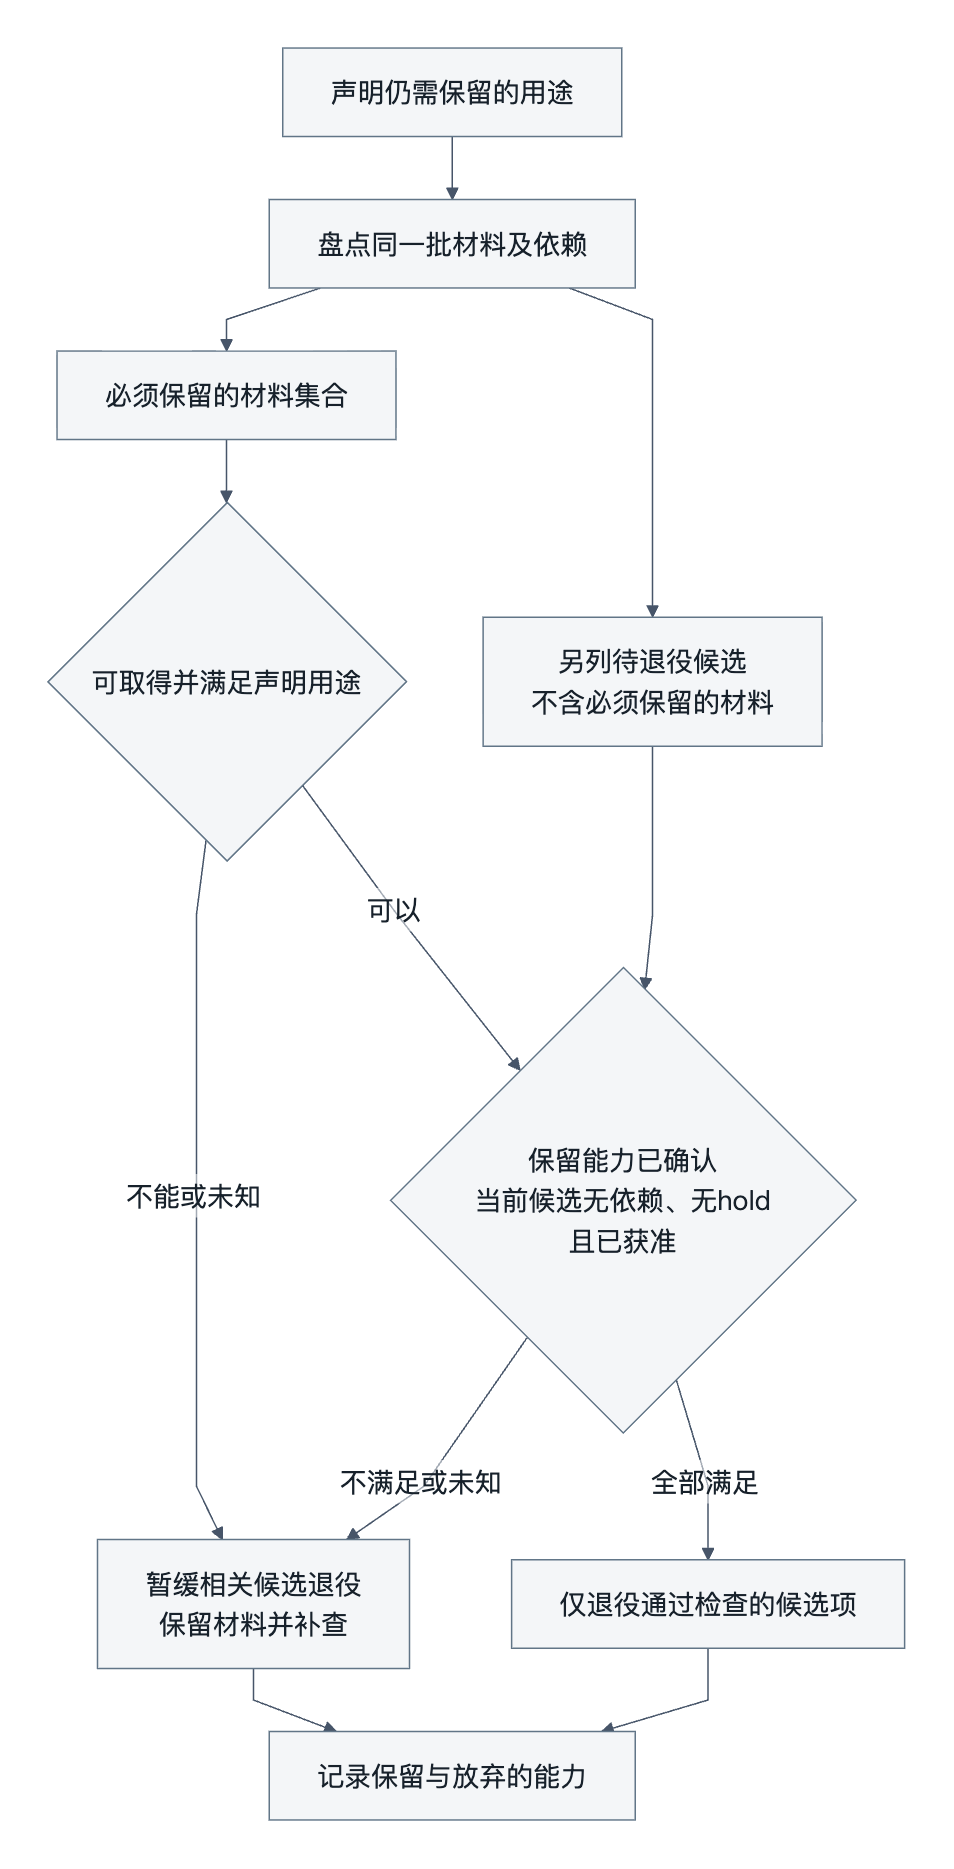 声明仍需保留的用途
盘点同一批材料及依赖
必须保留的材料集合
可取得并满足声明用途
另列待退役候选
不含必须保留的材料
可以
保留能力已确认
当前候选无依赖、无hold
且已获准
不能或未知
不满足或未知
全部满足
暂缓相关候选退役
保留材料并补查
仅退役通过检查的候选项
记录保留与放弃的能力